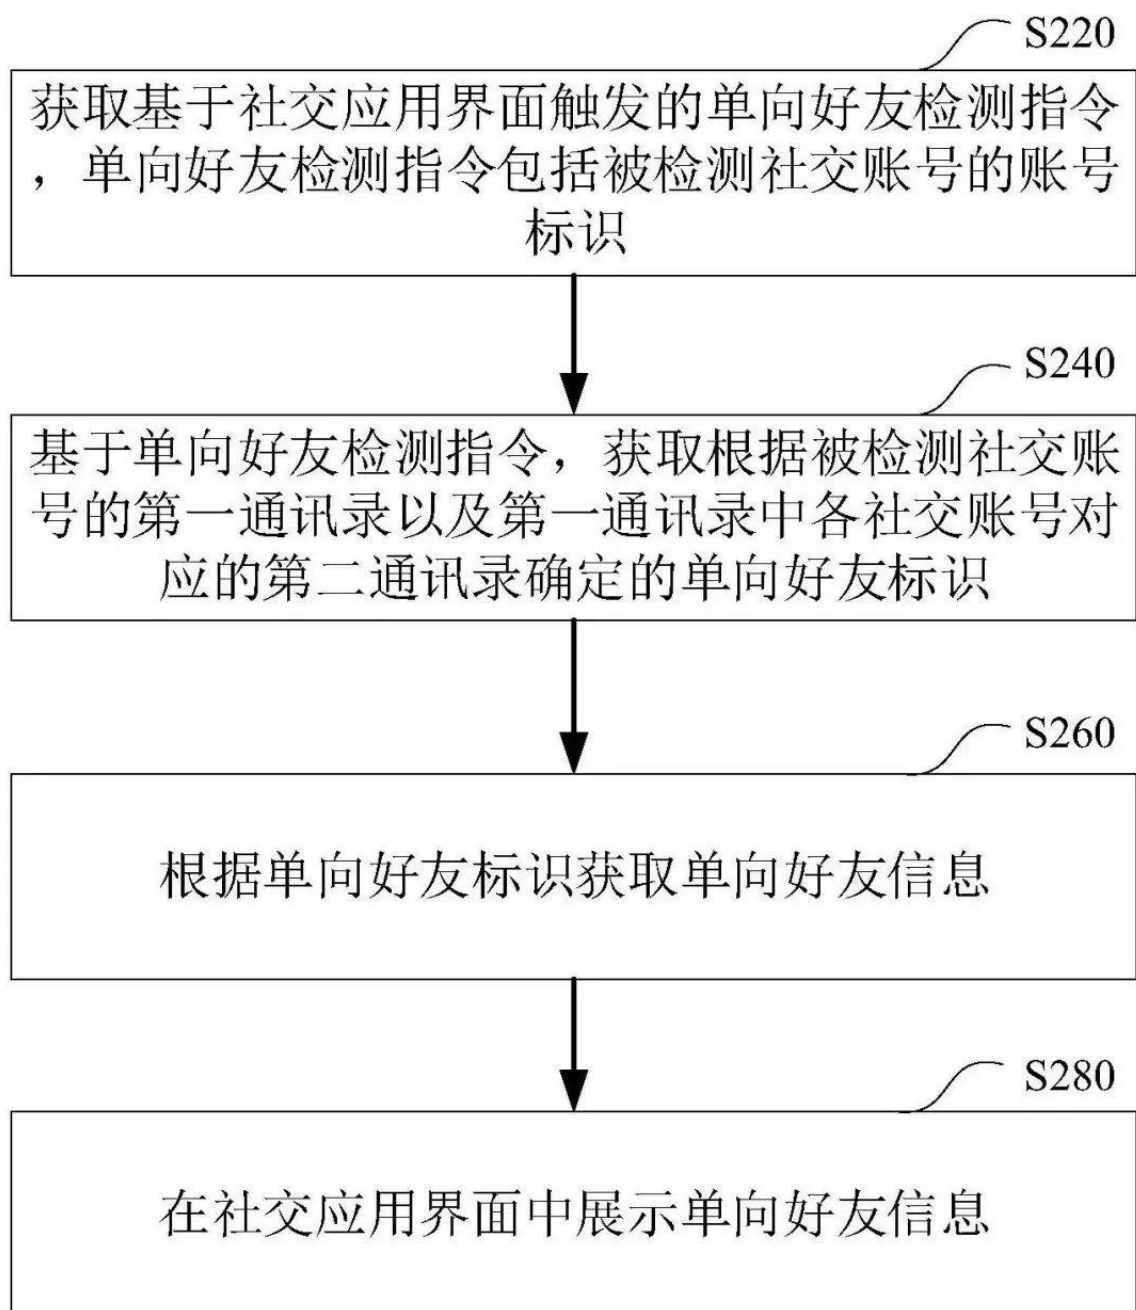 S220
获取基于社交应用界面触发的单向好友检测指令
，单向好友检测指令包括被检测社交账号的账号
标识
S240
基于单向好友检测指令，获取根据被检测社交账
号的第一通讯录以及第一通讯录中各社交账号对
应的第二通讯录确定的单向好友标识
S260
根据单向好友标识获取单向好友信息
S280
在社交应用界面中展示单向好友信息